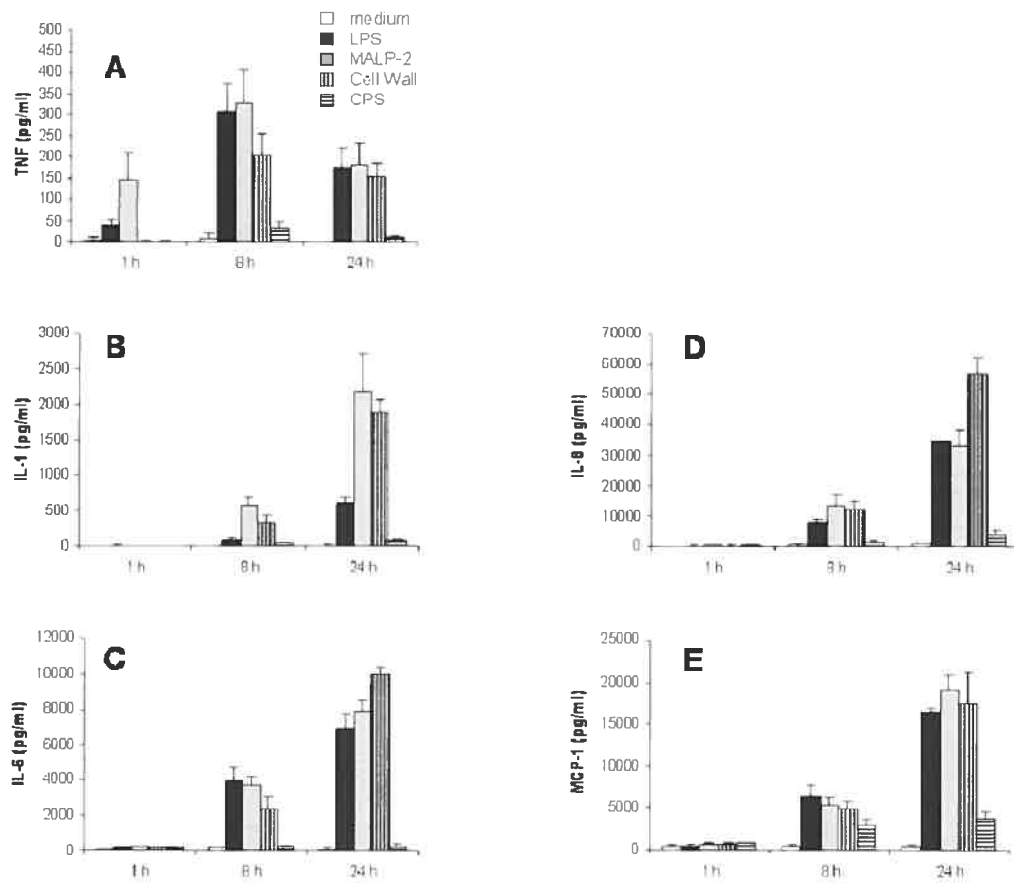 medium
LPS
MALP-2
Cell Wall
CPS
A
TNF (pg/ml)
500
450
400
350
300
250
200
150
100
50
0
1 h
8 h
24 h
B
IL-1 (pg/ml)
3000
2500
2000
1500
1000
500
0
1 h
8 h
24 h
D
IL-8 (pg/ml)
70000
60000
50000
40000
30000
20000
10000
0
1 h
8 h
24 h
C
IL-6 (pg/ml)
12000
10000
8000
6000
4000
2000
0
1 h
8 h
24 h
E
MCP-1 (pg/ml)
25000
20000
15000
10000
5000
0
1 h
8 h
24 h